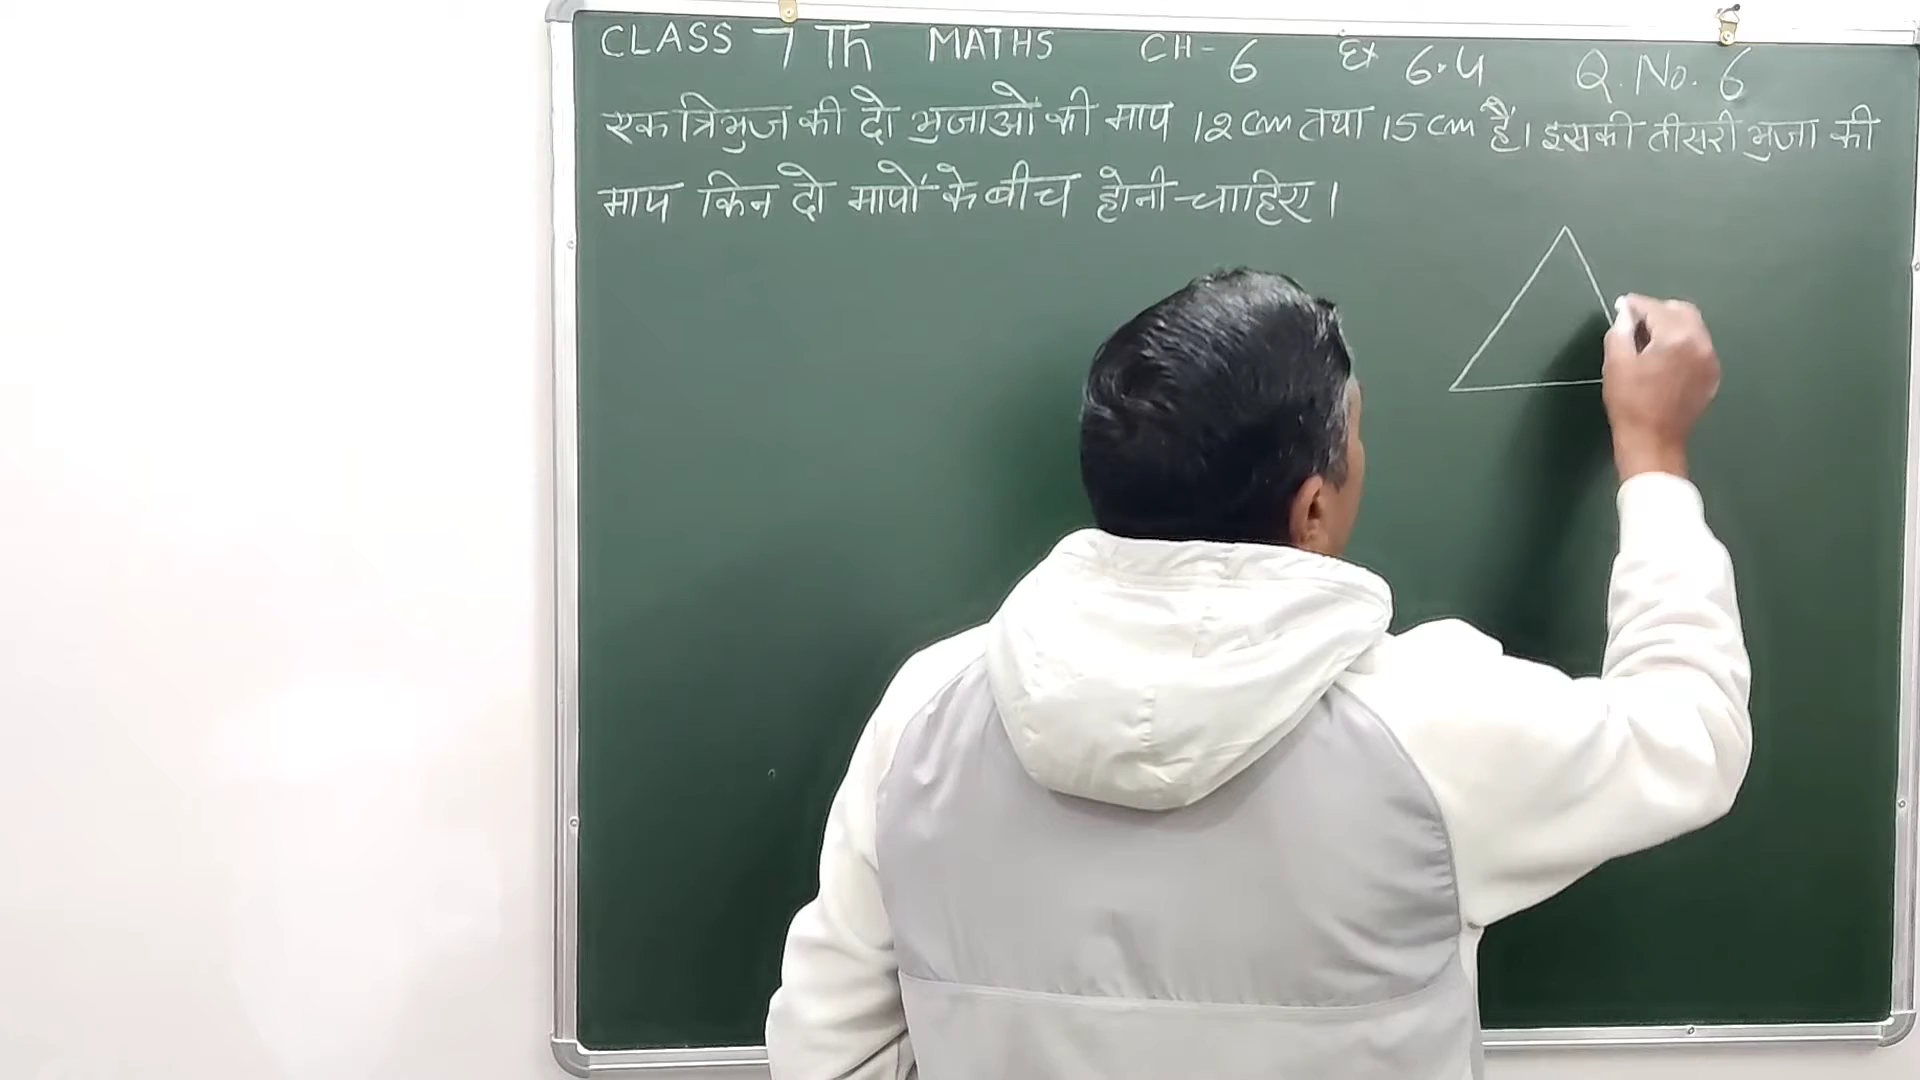 CLASS 7 Th MATHS CH- 6 Ex 6.4 Q.No. 6
एक त्रिभुज की दो भुजाओं की माप 12 cm तथा 15 cm हैं। इसकी तीसरी भुजा की
माप किन दो मापों के बीच होनी चाहिए।